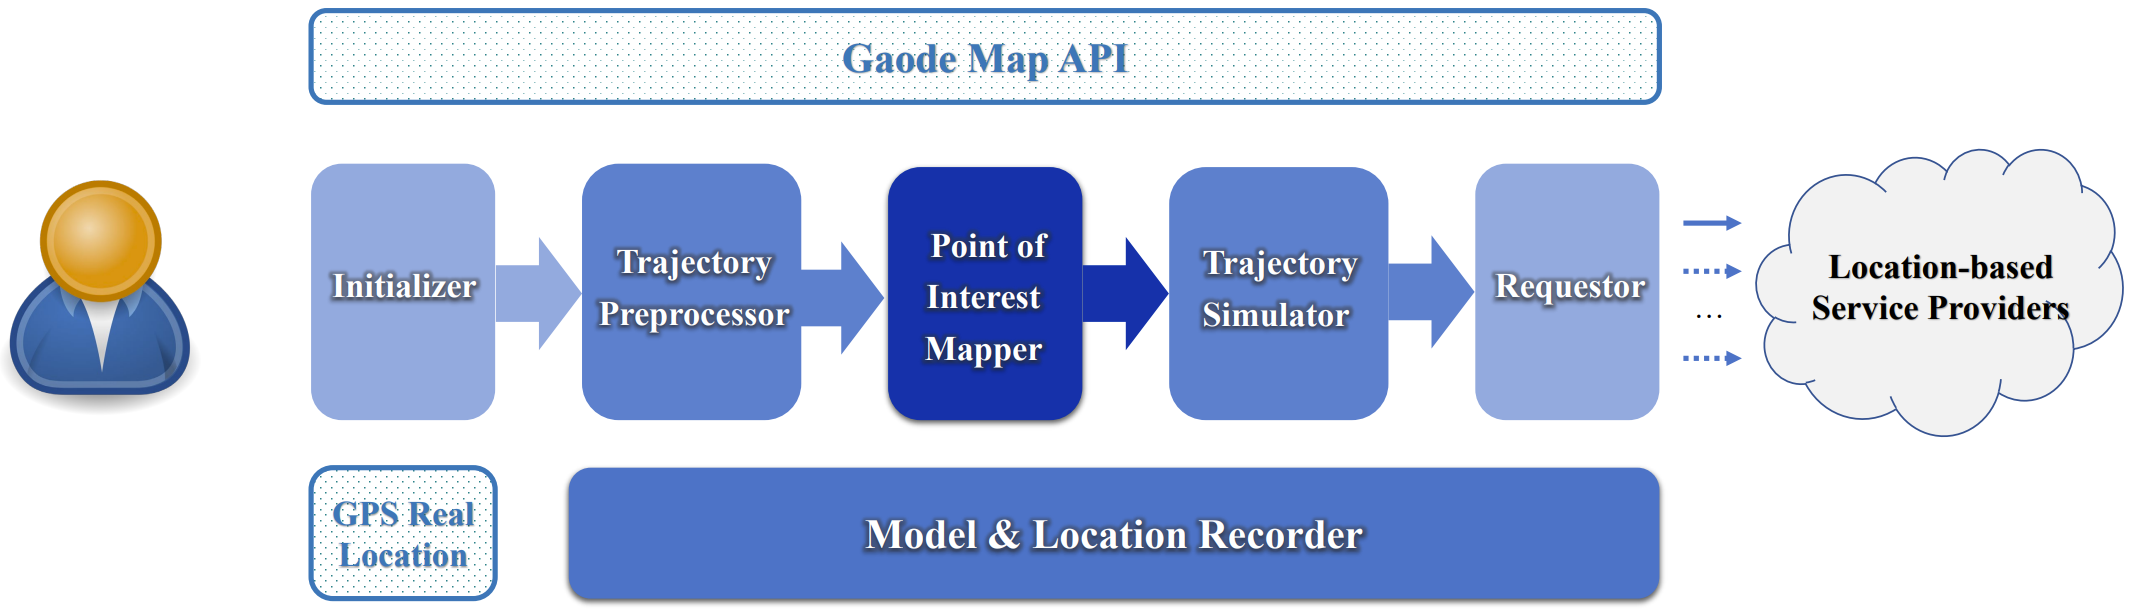 Gaode Map API
Initializer
Trajectory
Preprocessor
Point of
Interest
Mapper
Trajectory
Simulator
Requestor
...
Location-based
Service Providers
GPS Real
Location
Model & Location Recorder